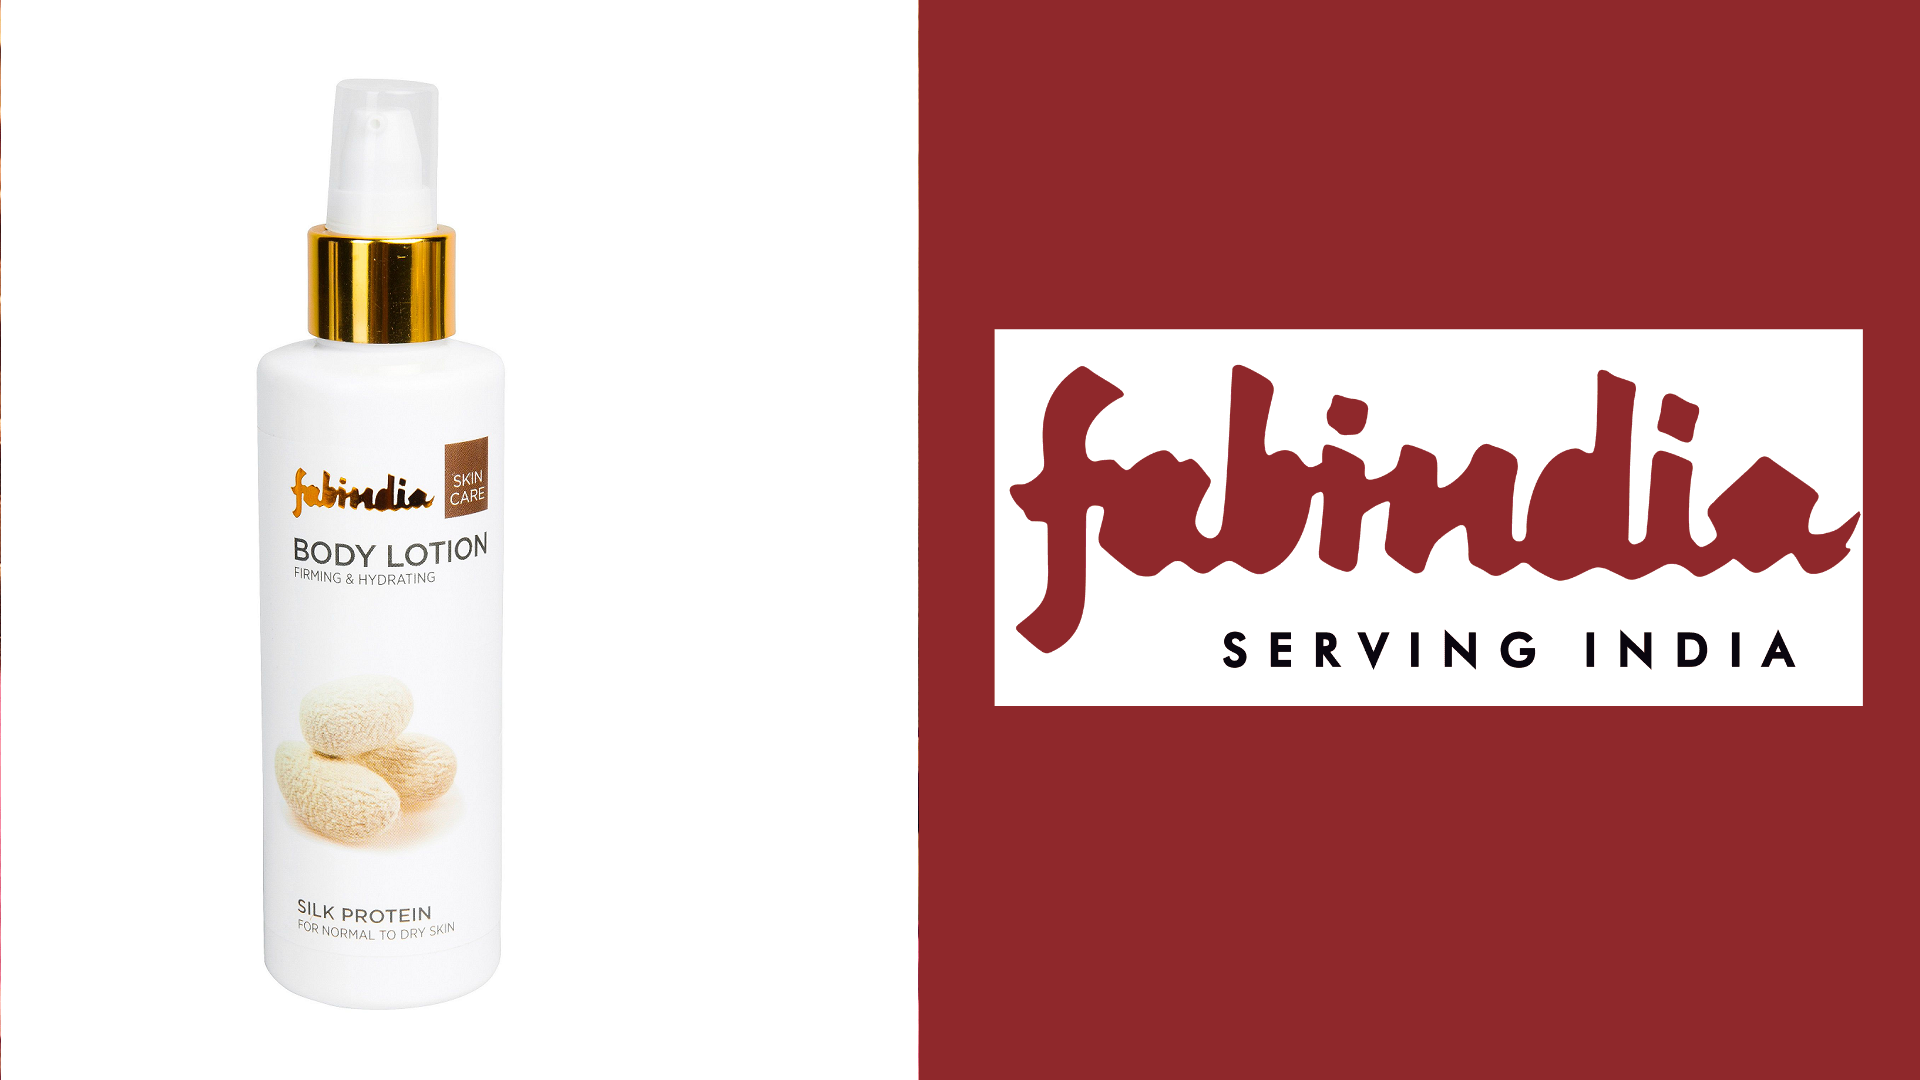 fabindia
SKIN
CARE
BODY LOTION
FIRMING & HYDRATING
SILK PROTEIN
FOR NORMAL TO DRY SKIN
fabindia
SERVING INDIA